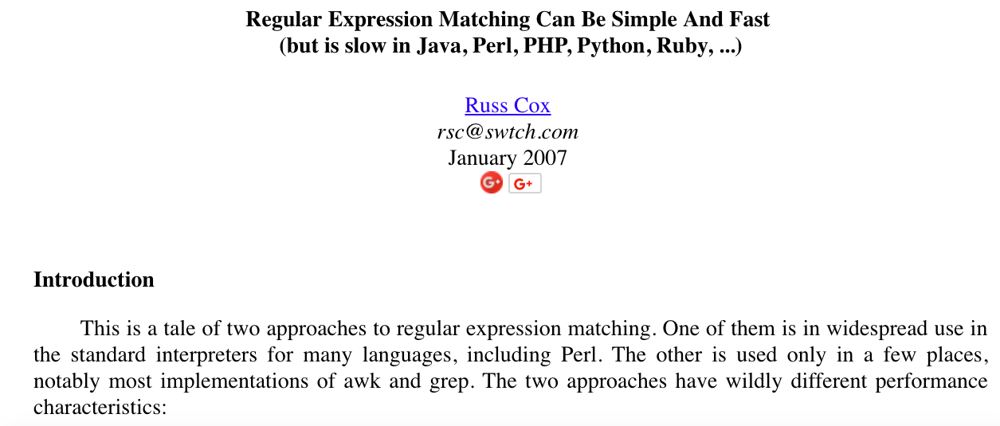 Regular Expression Matching Can Be Simple And Fast
(but is slow in Java, Perl, PHP, Python, Ruby, ...)
Russ Cox
rsc@swtch.com
January 2007
G+ G+
Introduction
This is a tale of two approaches to regular expression matching. One of them is in widespread use in
the standard interpreters for many languages, including Perl. The other is used only in a few places,
notably most implementations of awk and grep. The two approaches have wildly different performance
characteristics: